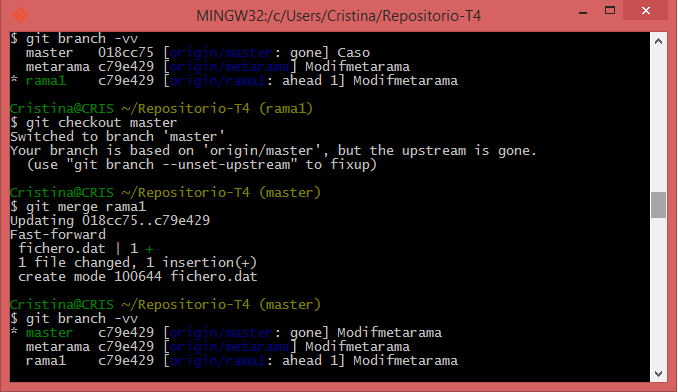 MINGW32:/c/Users/Cristina/Repositorio-T4
$ git branch -vv
  master   018cc75 [origin/master: gone] Caso
  metarama c79e429 [origin/metarama] Modifmetarama
* rama1    c79e429 [origin/rama1: ahead 1] Modifmetarama
Cristina@CRIS ~/Repositorio-T4 (rama1)
$ git checkout master
Switched to branch 'master'
Your branch is based on 'origin/master', but the upstream is gone.
  (use "git branch --unset-upstream" to fixup)
Cristina@CRIS ~/Repositorio-T4 (master)
$ git merge rama1
Updating 018cc75..c79e429
Fast-forward
 fichero.dat | 1 +
 1 file changed, 1 insertion(+)
 create mode 100644 fichero.dat
Cristina@CRIS ~/Repositorio-T4 (master)
$ git branch -vv
* master   c79e429 [origin/master: gone] Modifmetarama
  metarama c79e429 [origin/metarama] Modifmetarama
  rama1    c79e429 [origin/rama1: ahead 1] Modifmetarama